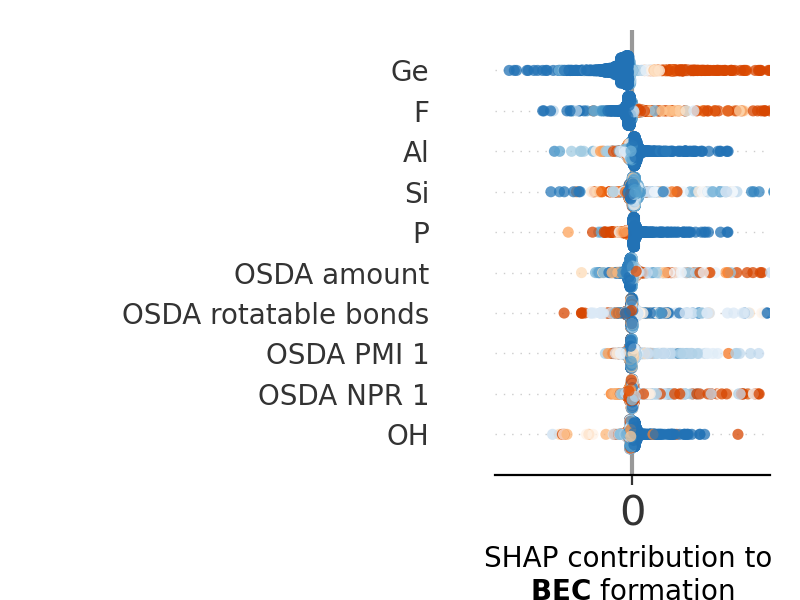 Ge
F
Al
Si
P
OSDA amount
OSDA rotatable bonds
OSDA PMI 1
OSDA NPR 1
OH
0
SHAP contribution to
BEC formation